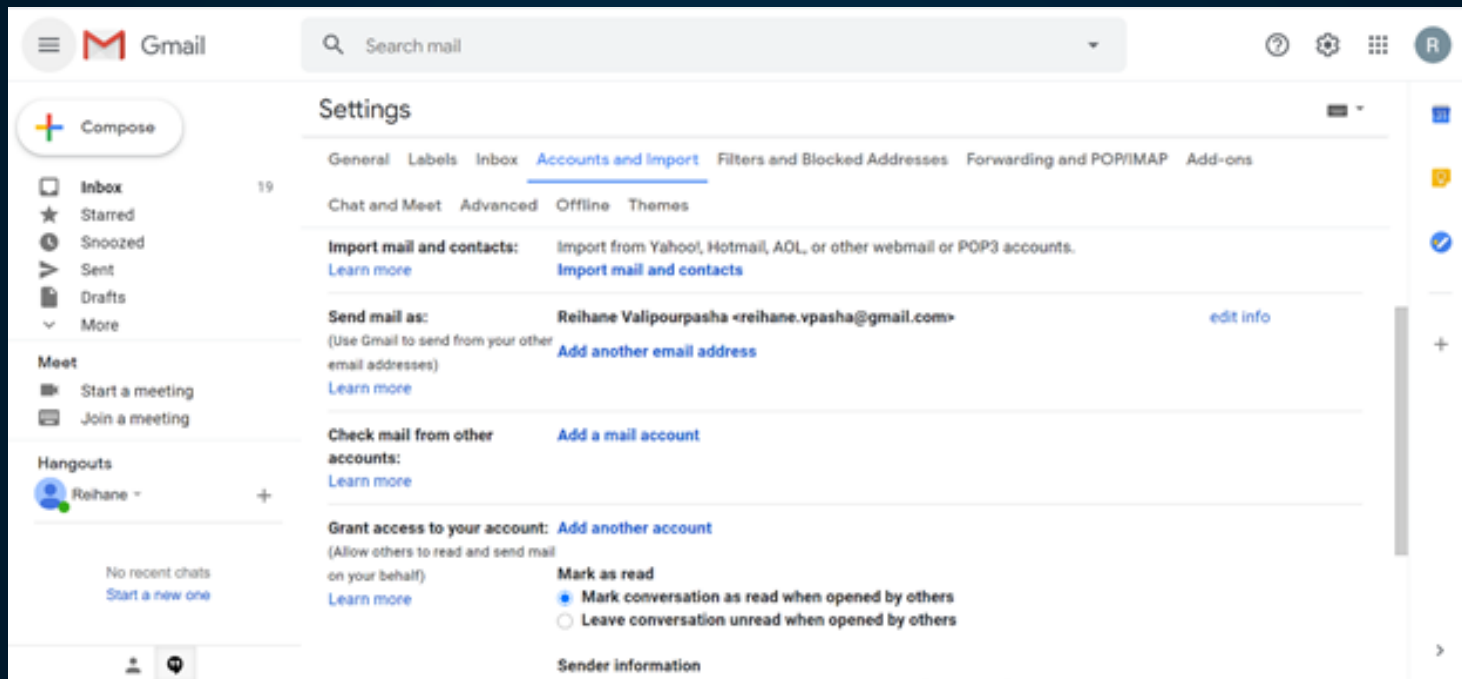 Gmail
Search mail
R
Compose
Inbox 19
Starred
Snoozed
Sent
Drafts
More
Meet
Start a meeting
Join a meeting
Hangouts
Reihane
No recent chats
Start a new one
Settings
General Labels Inbox Accounts and Import Filters and Blocked Addresses Forwarding and POP/IMAP Add-ons
Chat and Meet Advanced Offline Themes
Import mail and contacts: Import from Yahoo!, Hotmail, AOL, or other webmail or POP3 accounts.
Learn more Import mail and contacts
Send mail as: Reihane Valipourpasha <reihane.vpasha@gmail.com> edit info
(Use Gmail to send from your other
email addresses) Add another email address
Learn more
Check mail from other Add a mail account
accounts:
Learn more
Grant access to your account: Add another account
(Allow others to read and send mail
on your behalf) Mark as read
Learn more Mark conversation as read when opened by others
Leave conversation unread when opened by others
Sender information
31